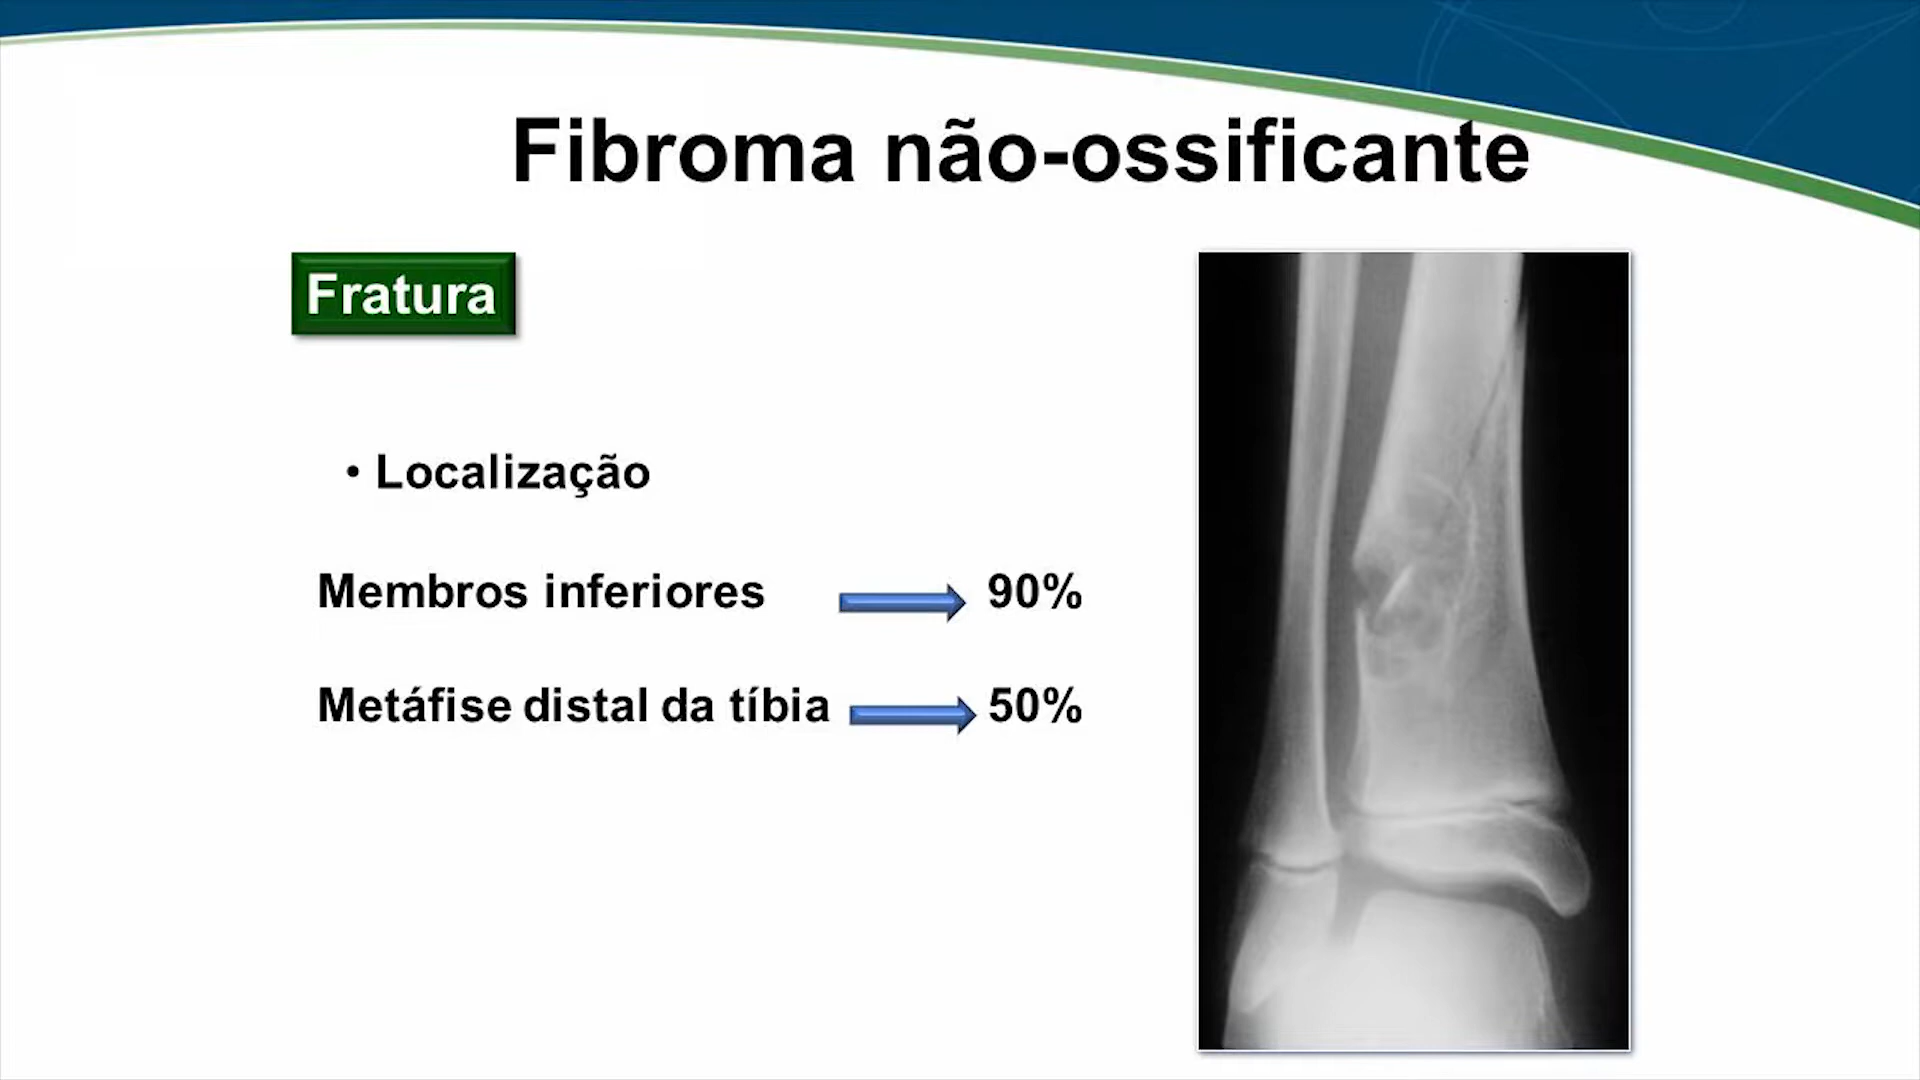 Fibroma não-ossificante
Fratura
• Localização
Membros inferiores 90%
Metáfise distal da tíbia 50%